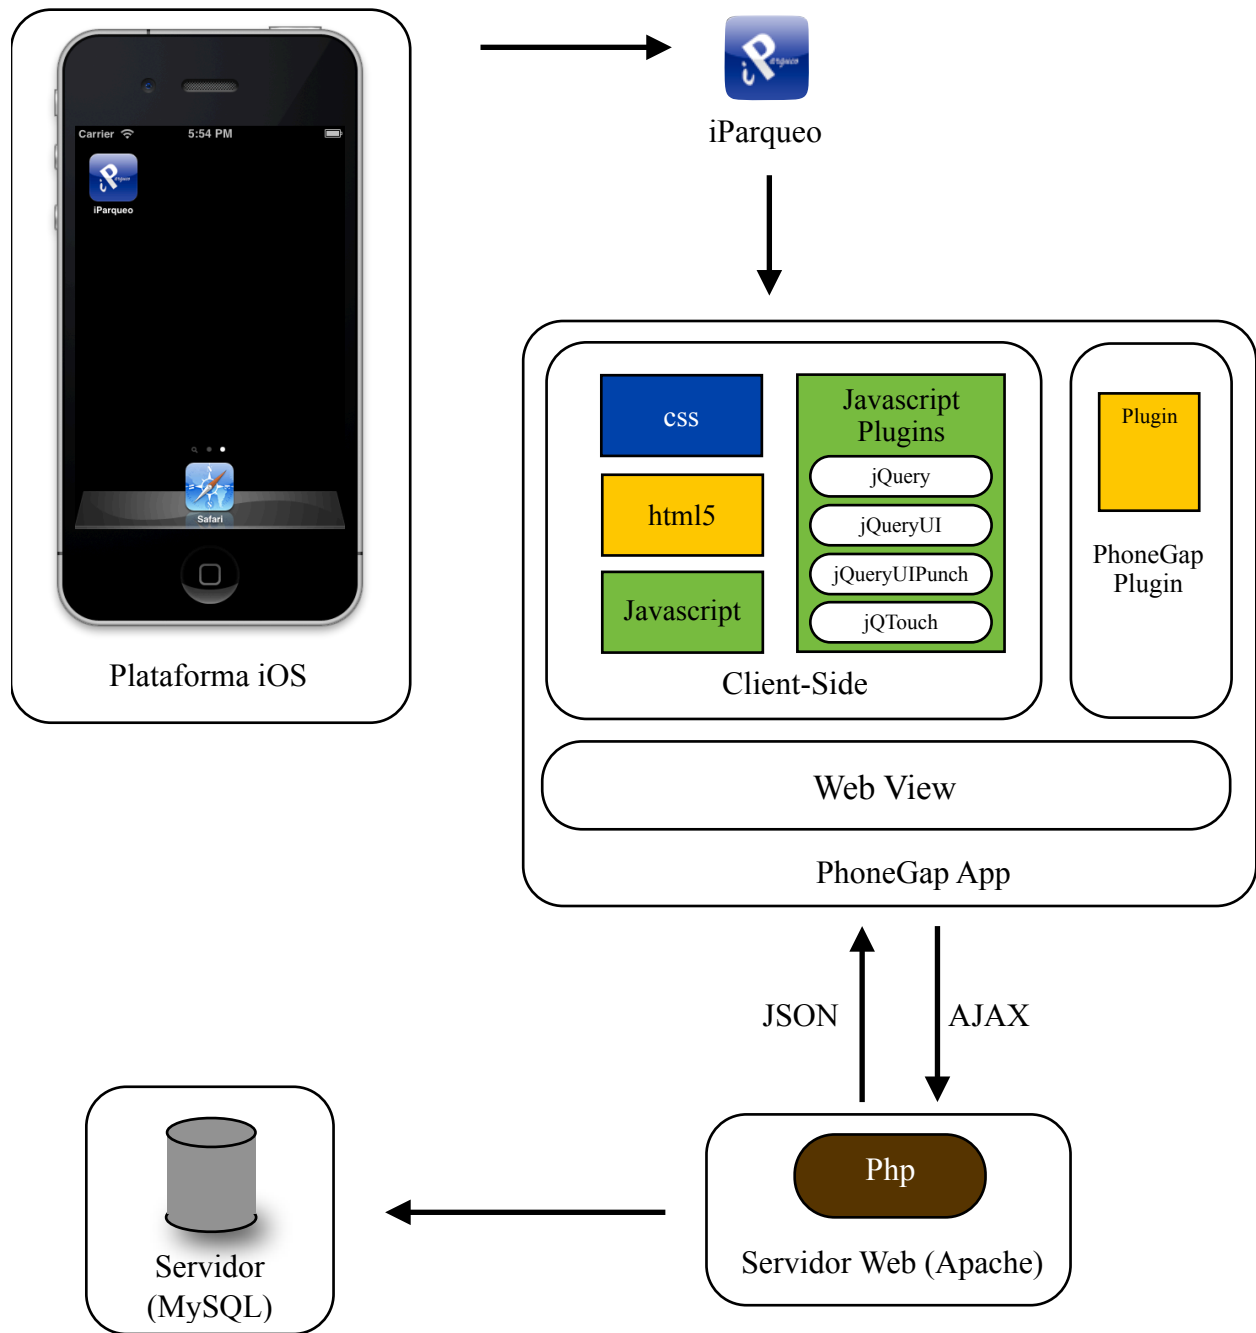 Carrier
5:54 PM
iParqueo
Safari
Plataforma iOS
iParqueo
iParqueo
css
html5
Javascript
Javascript
Plugins
jQuery
jQueryUI
jQueryUIPunch
jQTouch
Client-Side
Plugin
PhoneGap
Plugin
Web View
PhoneGap App
JSON
AJAX
Php
Servidor Web (Apache)
Servidor
(MySQL)